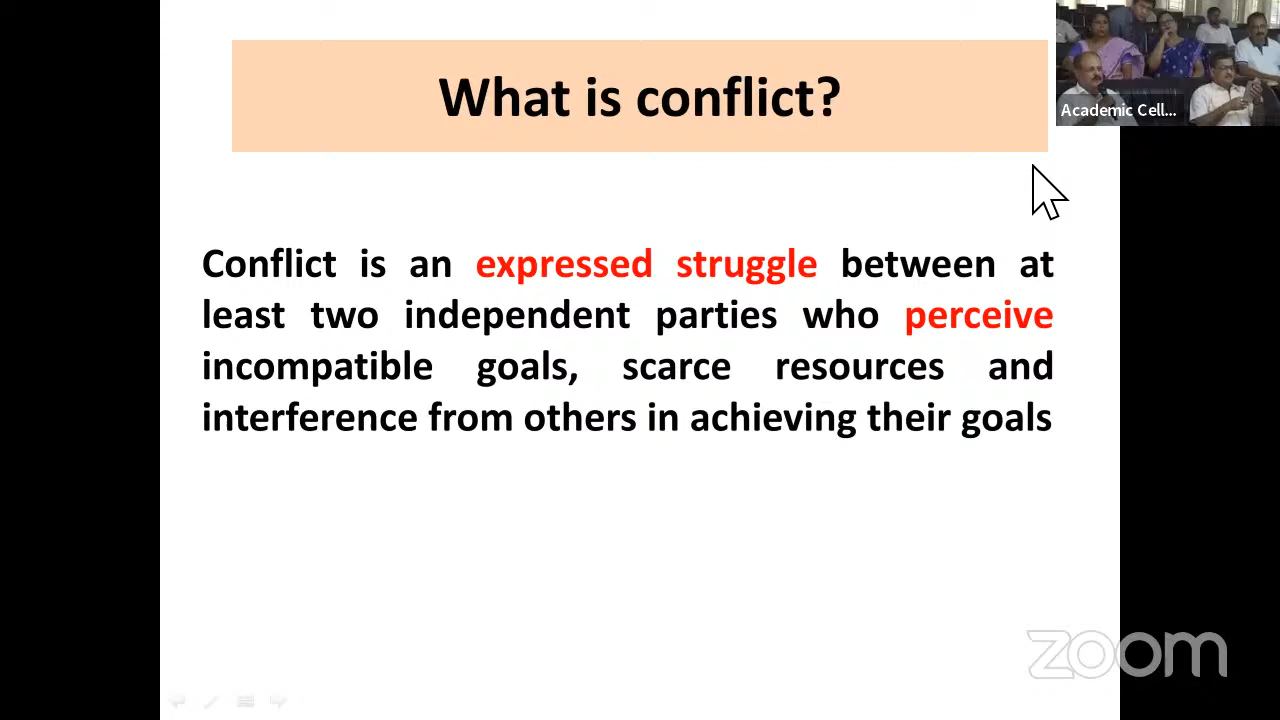 What is conflict?
Academic Cell...
Conflict is an expressed struggle between at
least two independent parties who perceive
incompatible goals, scarce resources and
interference from others in achieving their goals
zoom